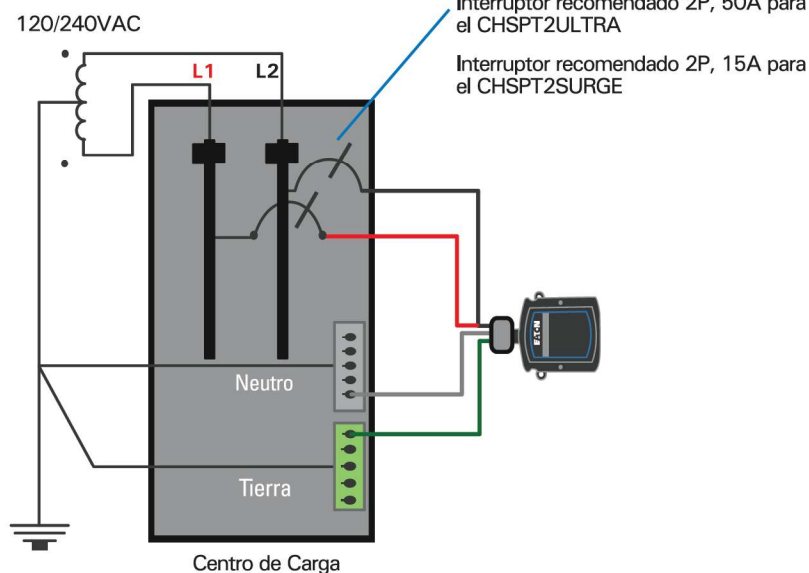 Interruptor recomendado 2P, 50A para
el CHSPT2ULTRA
Interruptor recomendado 2P, 15A para
el CHSPT2SURGE
120/240VAC
L1
L2
EATON
Neutro
Tierra
Centro de Carga